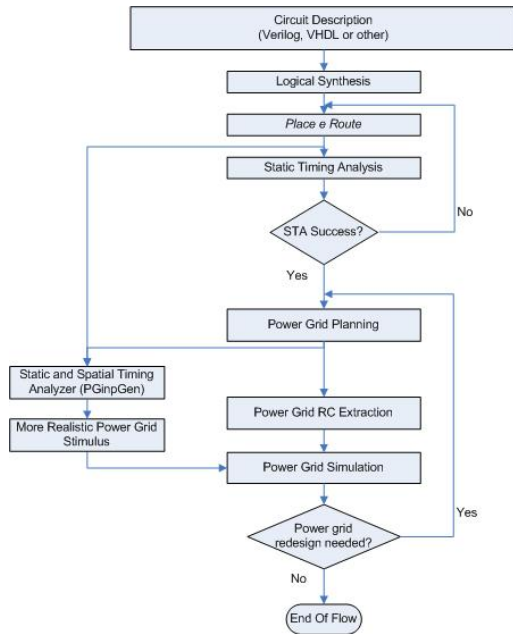 Circuit Description
(Verilog, VHDL or other)
Logical Synthesis
Place e Route
Static Timing Analysis
No
STA Success?
Yes
Power Grid Planning
Static and Spatial Timing
Analyzer (PGinpGen)
More Realistic Power Grid
Stimulus
Power Grid RC Extraction
Power Grid Simulation
Yes
Power grid
redesign needed?
No
End Of Flow